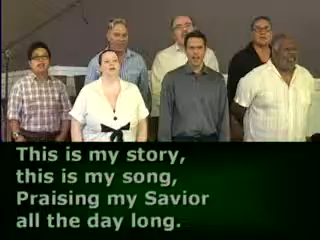 This is my story,
this is my song,
Praising my Savior
all the day long.